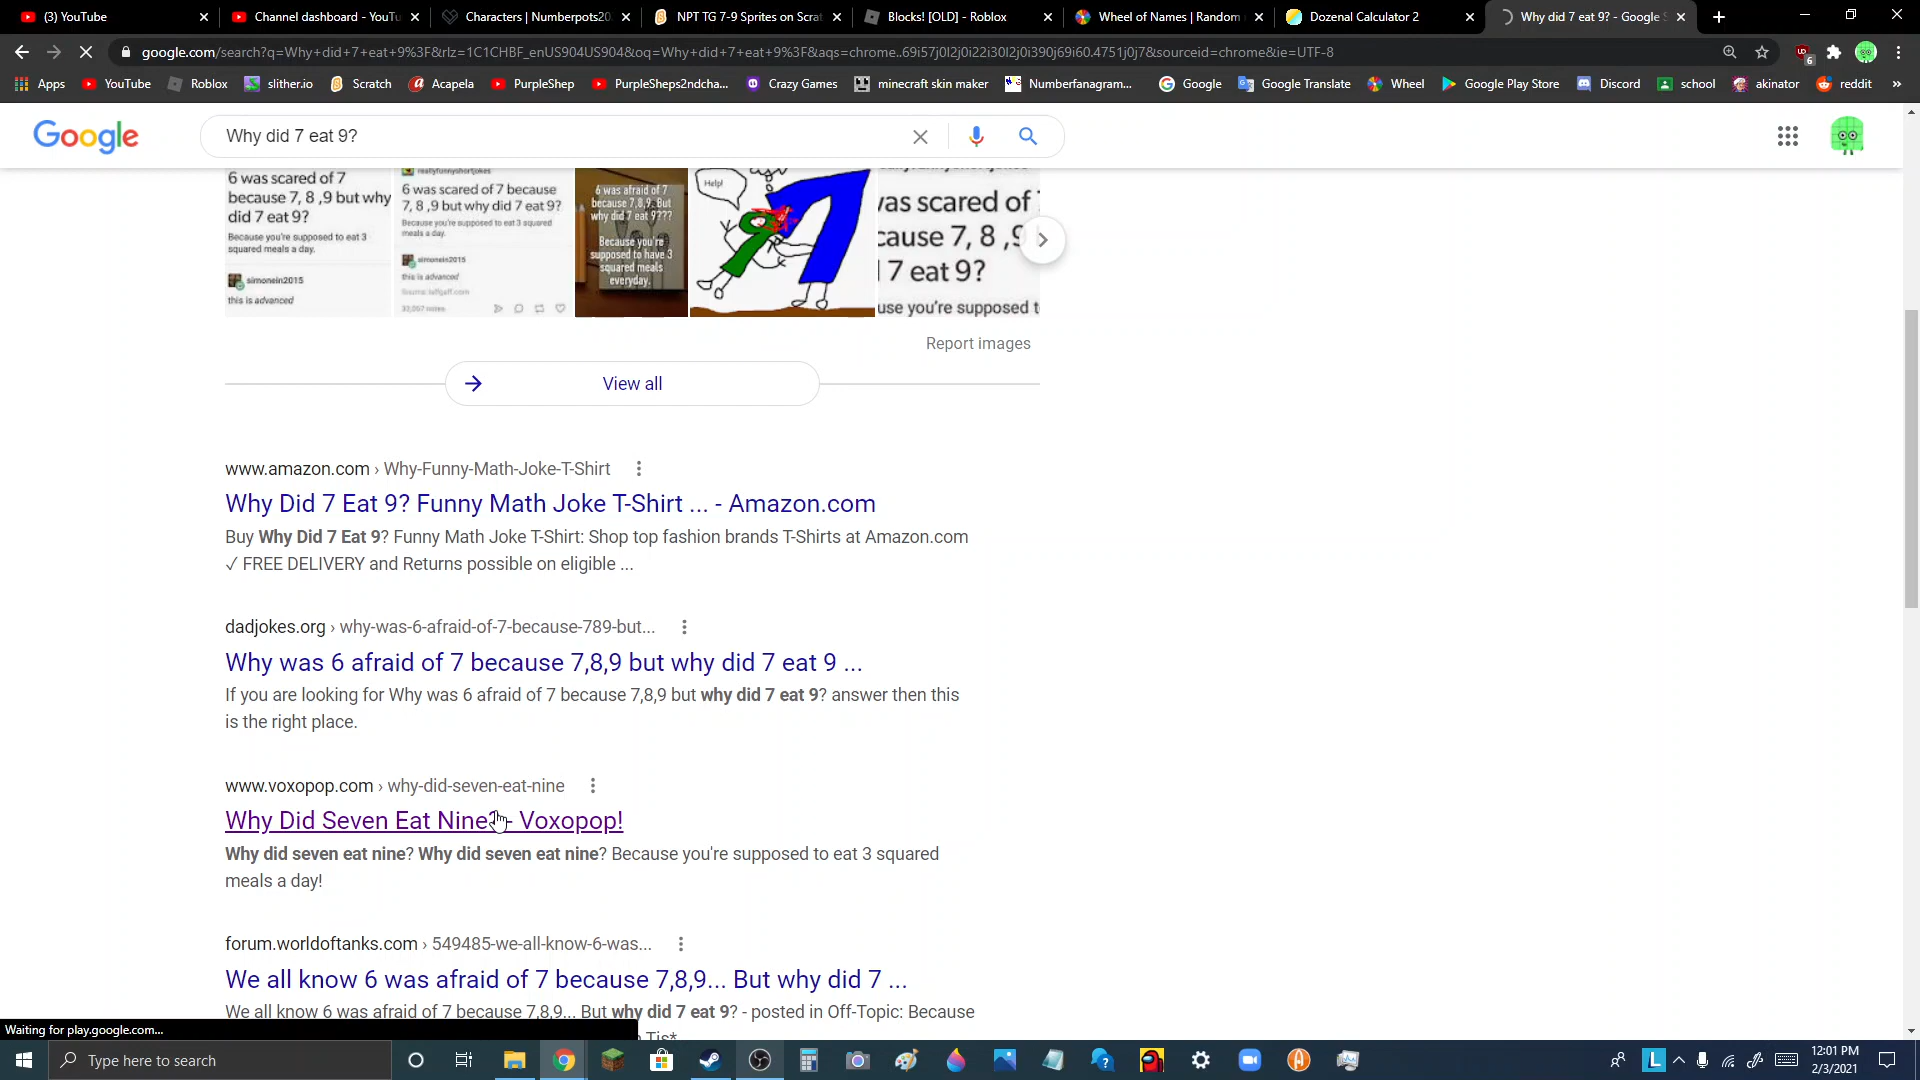 (3) YouTube
Channel dashboard - YouTu
Characters | Numberpots20
NPT TG 7-9 Sprites on Scrat
Blocks! [OLD] - Roblox
Wheel of Names | Random
Dozenal Calculator 2
Why did 7 eat 9? - Google S
google.com/search?q=Why+did+7+eat+9%3F&rlz=1C1CHBF_enUS904US904&oq=Why+did+7+eat+9%3F&aqs=chrome..69i57j0l2j0i22i30l2j0i390j69i60.4751j0j7&sourceid=chrome&ie=UTF-8
6
Apps
YouTube
Roblox
slither.io
Scratch
Acapela
PurpleShep
PurpleSheps2ndcha...
Crazy Games
minecraft skin maker
Numberfanagram...
Google
Google Translate
Wheel
Google Play Store
Discord
school
akinator
reddit
»
Google
Why did 7 eat 9?
6 was scared of 7
because 7, 8 ,9 but why
did 7 eat 9?
Because you're supposed to eat 3
squared meals a day.
simonein2015
this is advanced
reallyfunnyshortjokes
6 was scared of 7 because
7, 8 ,9 but why did 7 eat 9?
Because you're supposed to eat 3 squared
meals a day.
simonein2015
this is advanced
6 was afraid of 7
because 7,8,9. But
why did 7 eat 9???
Because you're
supposed to have 3
squared meals
everyday.
Help!
was scared of
cause 7, 8 ,9
7 eat 9?
use you're supposed t
Report images
View all
www.amazon.com › Why-Funny-Math-Joke-T-Shirt
Why Did 7 Eat 9? Funny Math Joke T-Shirt ... - Amazon.com
Buy Why Did 7 Eat 9? Funny Math Joke T-Shirt: Shop top fashion brands T-Shirts at Amazon.com
✓ FREE DELIVERY and Returns possible on eligible ...
dadjokes.org › why-was-6-afraid-of-7-because-789-but...
Why was 6 afraid of 7 because 7,8,9 but why did 7 eat 9 ...
If you are looking for Why was 6 afraid of 7 because 7,8,9 but why did 7 eat 9? answer then this
is the right place.
www.voxopop.com › why-did-seven-eat-nine
Why Did Seven Eat Nine? - Voxopop!
Why did seven eat nine? Why did seven eat nine? Because you're supposed to eat 3 squared
meals a day!
forum.worldoftanks.com › 549485-we-all-know-6-was...
We all know 6 was afraid of 7 because 7,8,9... But why did 7 ...
We all know 6 was afraid of 7 because 7,8,9... But why did 7 eat 9? - posted in Off-Topic: Because
Waiting for play.google.com...
Type here to search
L
12:01 PM
2/3/2021